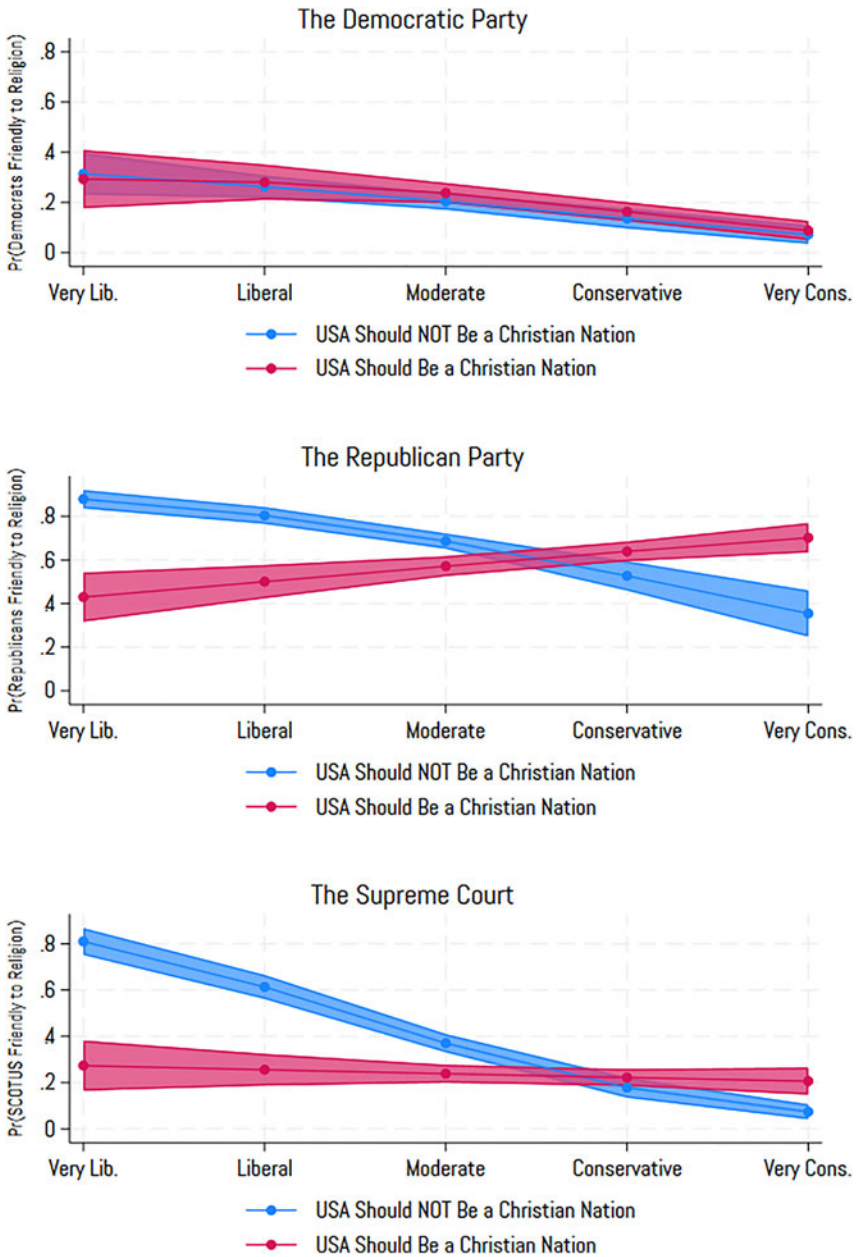 The Democratic Party
Pr(Democrats Friendly to Religion)
.8
.6
.4
.2
0
Very Lib.
Liberal
Moderate
Conservative
Very Cons.
USA Should NOT Be a Christian Nation
USA Should Be a Christian Nation
The Republican Party
Pr(Republicans Friendly to Religion)
.8
.6
.4
.2
0
Very Lib.
Liberal
Moderate
Conservative
Very Cons.
USA Should NOT Be a Christian Nation
USA Should Be a Christian Nation
The Supreme Court
Pr(SCOTUS Friendly to Religion)
.8
.6
.4
.2
0
Very Lib.
Liberal
Moderate
Conservative
Very Cons.
USA Should NOT Be a Christian Nation
USA Should Be a Christian Nation